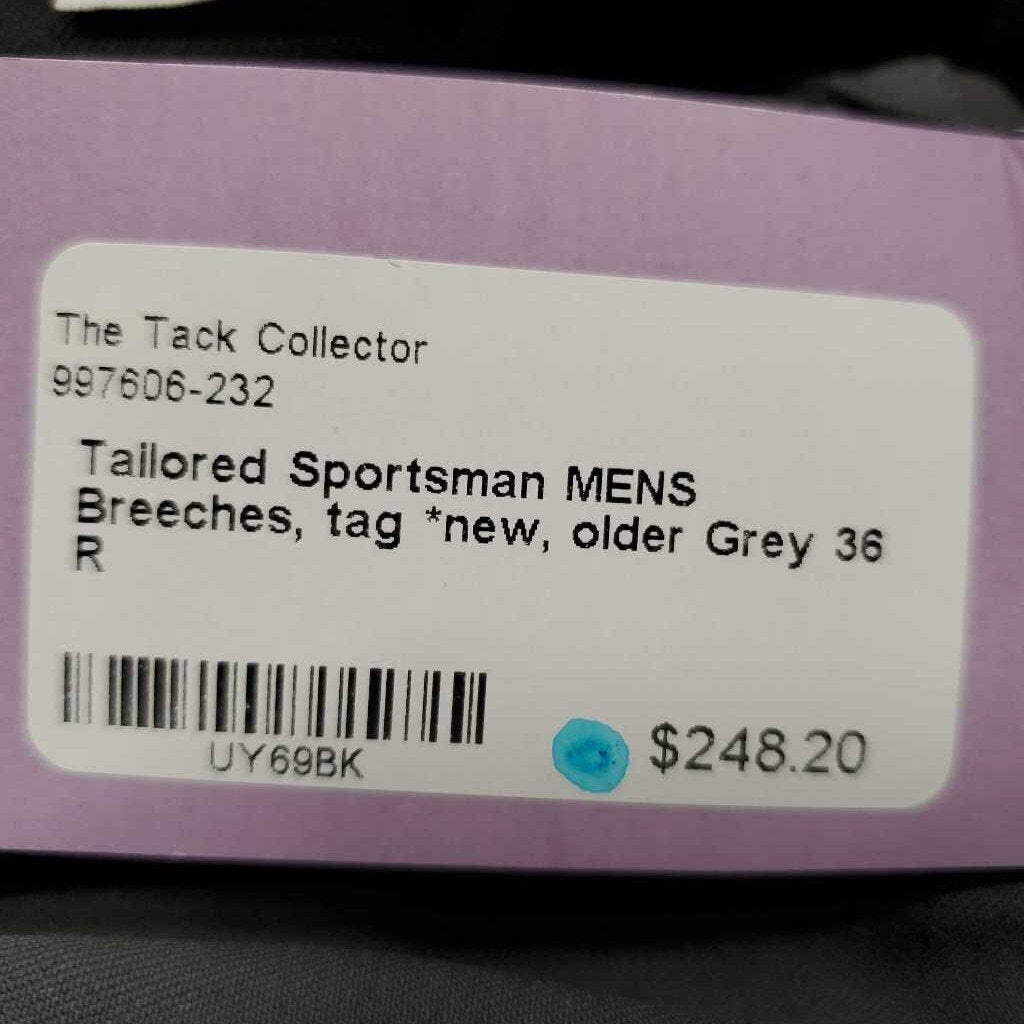 The Tack Collector
997606-232
Tailored Sportsman MENS
Breeches, tag *new, older Grey 36
R
UY69BK
$248.20